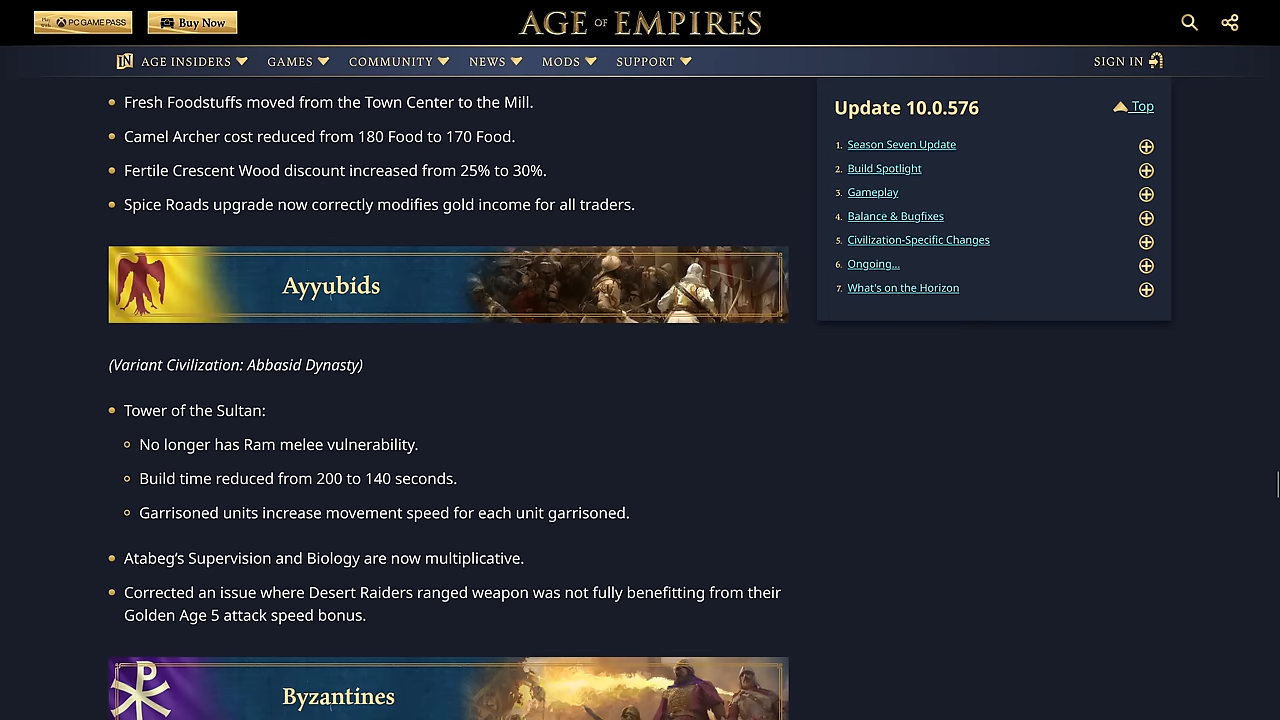 Play with PC GAME PASS
Buy Now
AGE OF EMPIRES
IN AGE INSIDERS
GAMES
COMMUNITY
NEWS
MODS
SUPPORT
SIGN IN
Fresh Foodstuffs moved from the Town Center to the Mill.
Camel Archer cost reduced from 180 Food to 170 Food.
Fertile Crescent Wood discount increased from 25% to 30%.
Spice Roads upgrade now correctly modifies gold income for all traders.
Ayyubids
(Variant Civilization: Abbasid Dynasty)
Tower of the Sultan:
No longer has Ram melee vulnerability.
Build time reduced from 200 to 140 seconds.
Garrisoned units increase movement speed for each unit garrisoned.
Atabeg’s Supervision and Biology are now multiplicative.
Corrected an issue where Desert Raiders ranged weapon was not fully benefitting from their
Golden Age 5 attack speed bonus.
Byzantines
Update 10.0.576
Top
1. Season Seven Update
2. Build Spotlight
3. Gameplay
4. Balance & Bugfixes
5. Civilization-Specific Changes
6. Ongoing...
7. What's on the Horizon